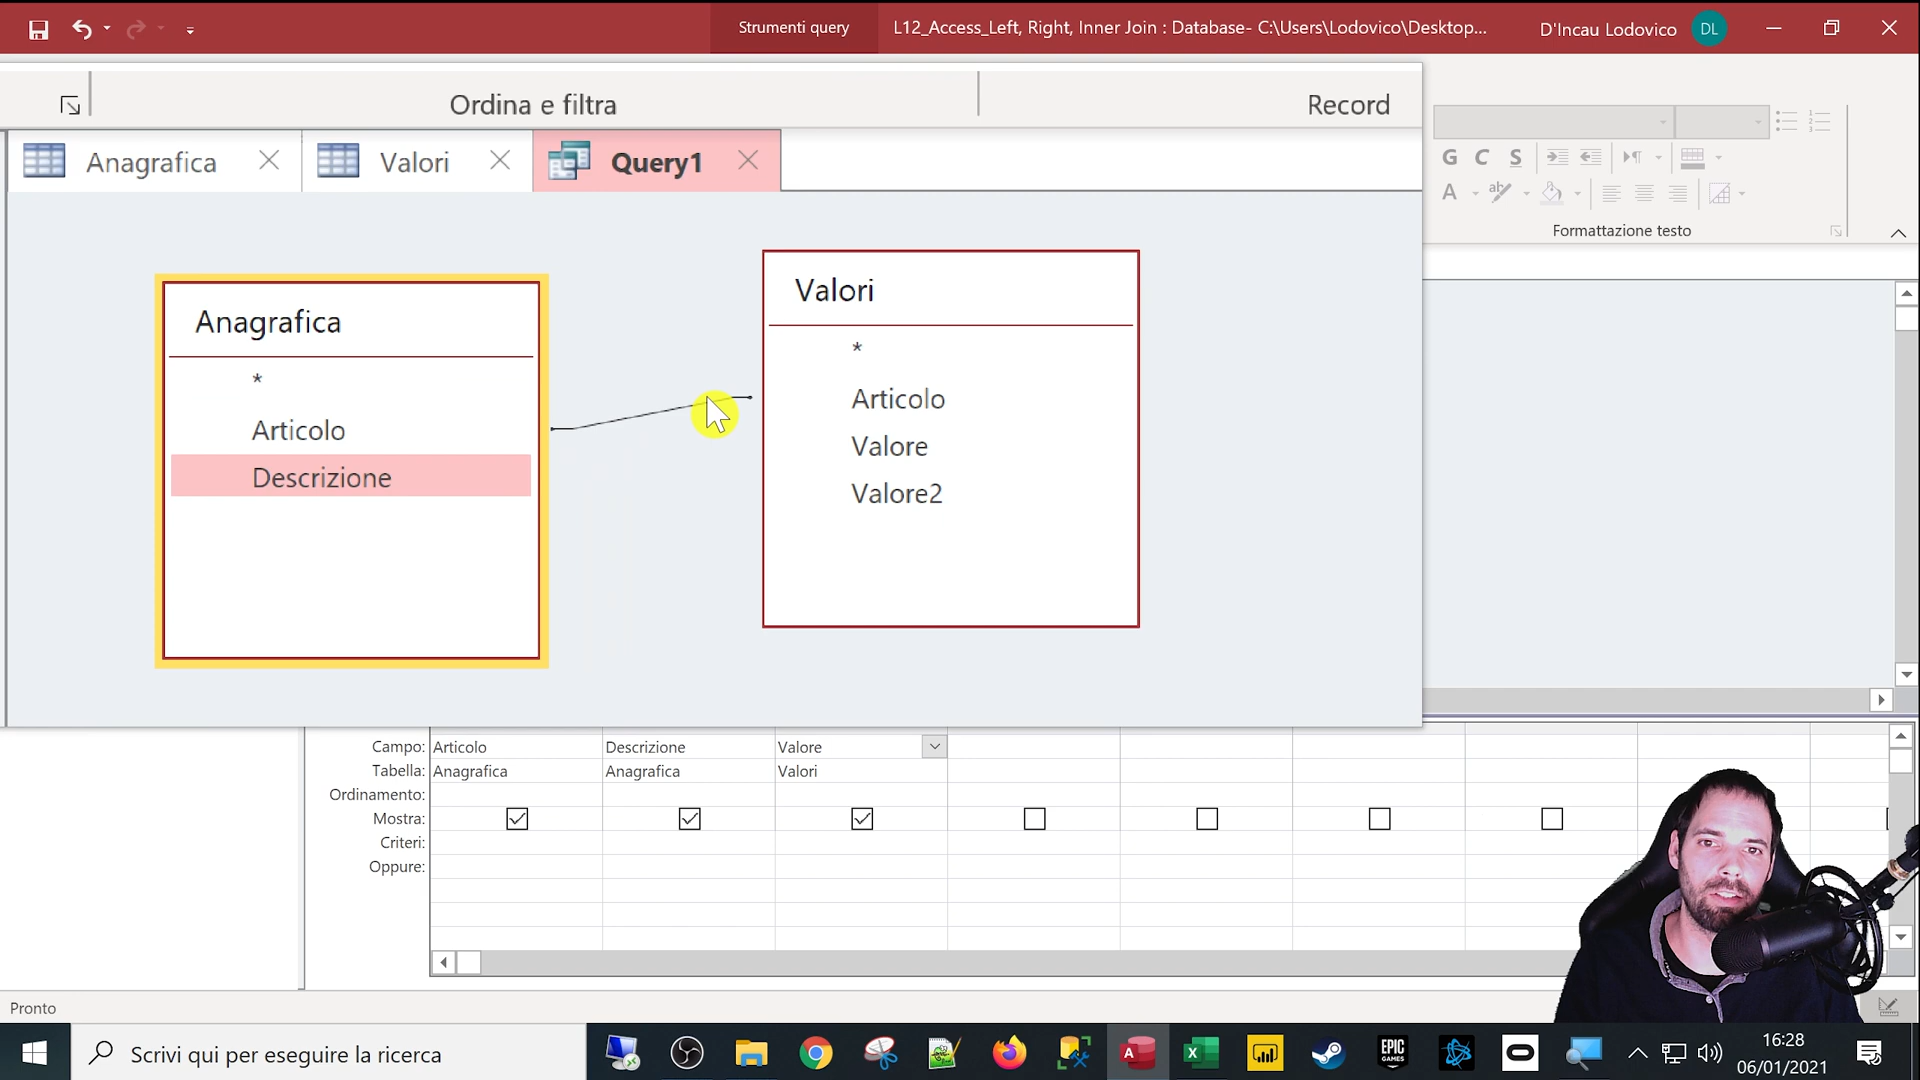 Strumenti query
L12_Access_Left, Right, Inner Join : Database- C:\Users\Lodovico\Desktop...
D'Incau Lodovico
DL
Ordina e filtra
Record
Anagrafica
Valori
Query1
G C S
A
Formattazione testo
Anagrafica
*
Articolo
Descrizione
Valori
*
Articolo
Valore
Valore2
Campo: Articolo Descrizione Valore
Tabella: Anagrafica Anagrafica Valori
Ordinamento:
Mostra:
Criteri:
Oppure:
Pronto
Scrivi qui per eseguire la ricerca
EPIC
GAMES
16:28
06/01/2021